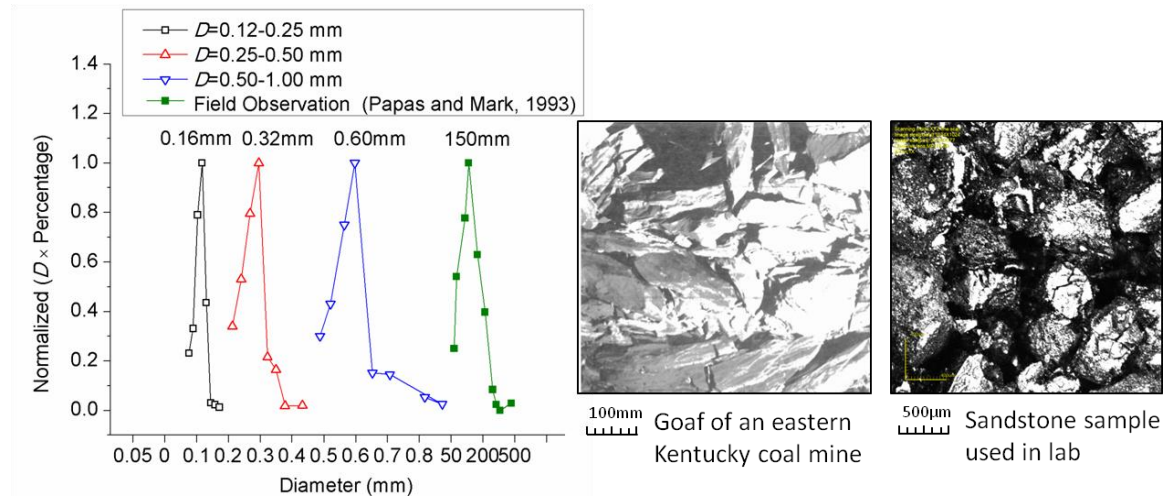 D=0.12-0.25 mm
D=0.25-0.50 mm
D=0.50-1.00 mm
Field Observation (Papas and Mark, 1993)
1.4
1.2
1.0
0.8
0.6
0.4
0.2
0.0
Normalized (D × Percentage)
0.16mm 0.32mm 0.60mm 150mm
0.05 0 0.1 0.2 0.3 0.4 0.5 0.6 0.7 0.8 50 200 500
Diameter (mm)
100mm
Goaf of an eastern
Kentucky coal mine
500μm
Sandstone sample
used in lab